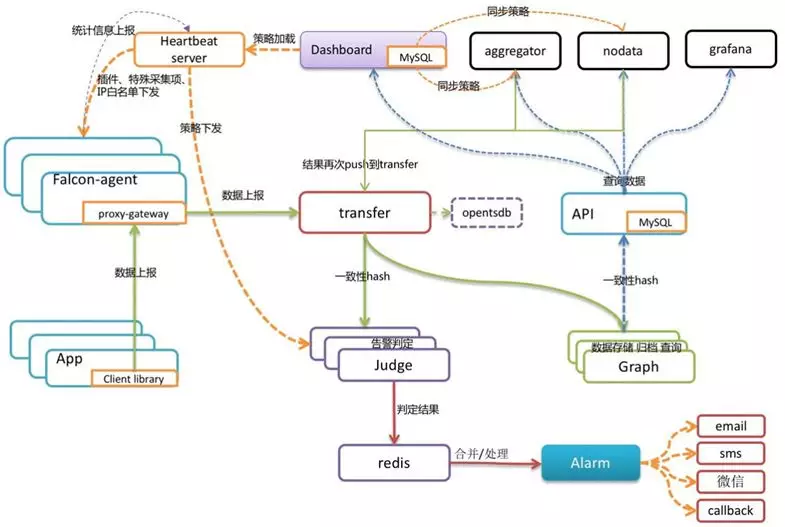 同步策略
统计信息上报
Heartbeat
server
策略加载
Dashboard
MySQL
aggregator
nodata
grafana
同步策略
插件、特殊采集项、
IP白名单下发
策略下发
结果再次push到transfer
查询数据
Falcon-agent
proxy-gateway
数据上报
transfer
opentsdb
API
MySQL
数据上报
一致性hash
一致性hash
App
Client library
告警判定
Judge
数据存储 归档 查询
Graph
判定结果
redis
合并/处理
Alarm
email
sms
微信
callback